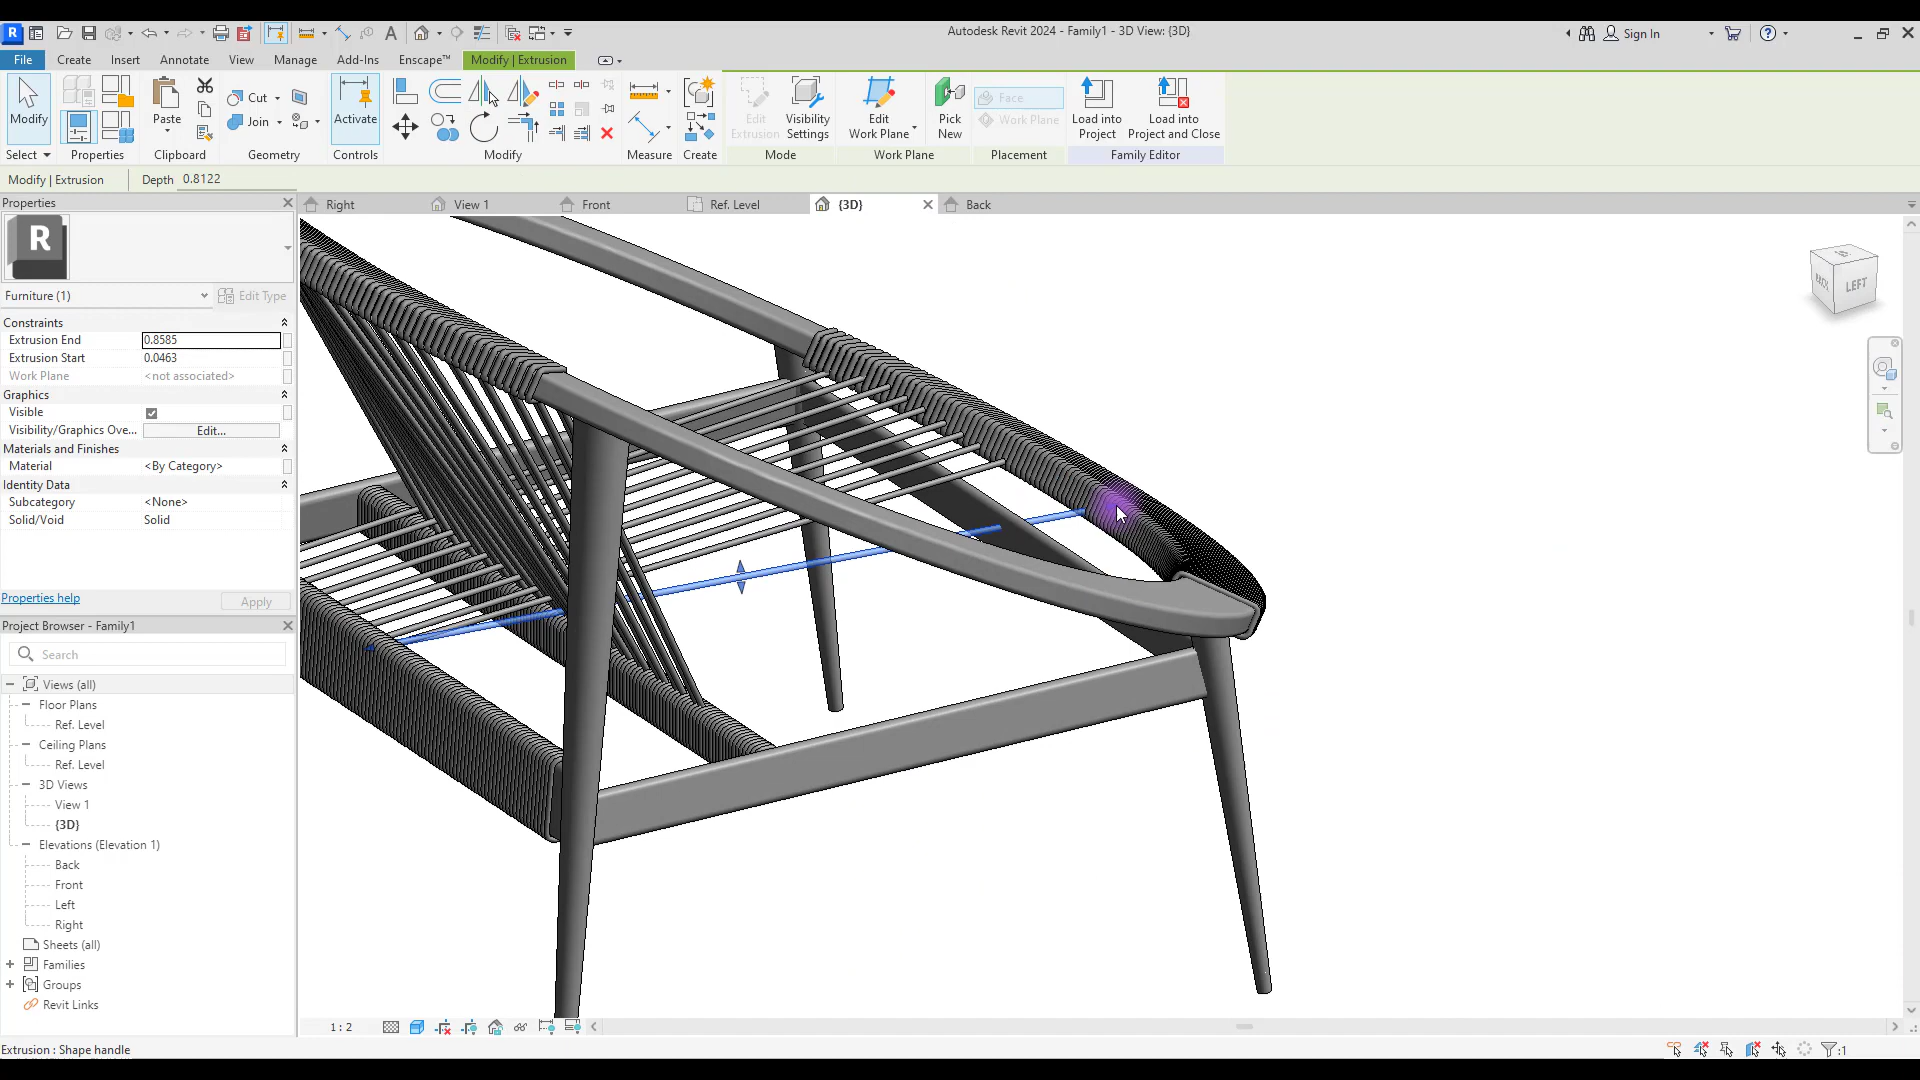 Autodesk Revit 2024 - Family1 - 3D View: {3D}
Sign In
File Create Insert Annotate View Manage Add-Ins Enscape™ Modify | Extrusion
Modify
Paste
Cut
Join
Activate
Edit Extrusion
Visibility Settings
Edit Work Plane
Pick New
Face
Work Plane
Load into Project
Load into Project and Close
Select Properties Clipboard Geometry Controls Modify Measure Create Mode Work Plane Placement Family Editor
Modify | Extrusion Depth 0.8122
Properties
Right View 1 Front Ref. Level {3D} Back
R
Furniture (1) Edit Type
Constraints
Extrusion End 0.8585
Extrusion Start 0.0463
Work Plane <not associated>
Graphics
Visible
Visibility/Graphics Ove... Edit...
Materials and Finishes
Material <By Category>
Identity Data
Subcategory <None>
Solid/Void Solid
Properties help Apply
Project Browser - Family1
Search
Views (all)
Floor Plans
Ref. Level
Ceiling Plans
Ref. Level
3D Views
View 1
{3D}
Elevations (Elevation 1)
Back
Front
Left
Right
Sheets (all)
Families
Groups
Revit Links
BACK LEFT
1 : 2
Extrusion : Shape handle
:1